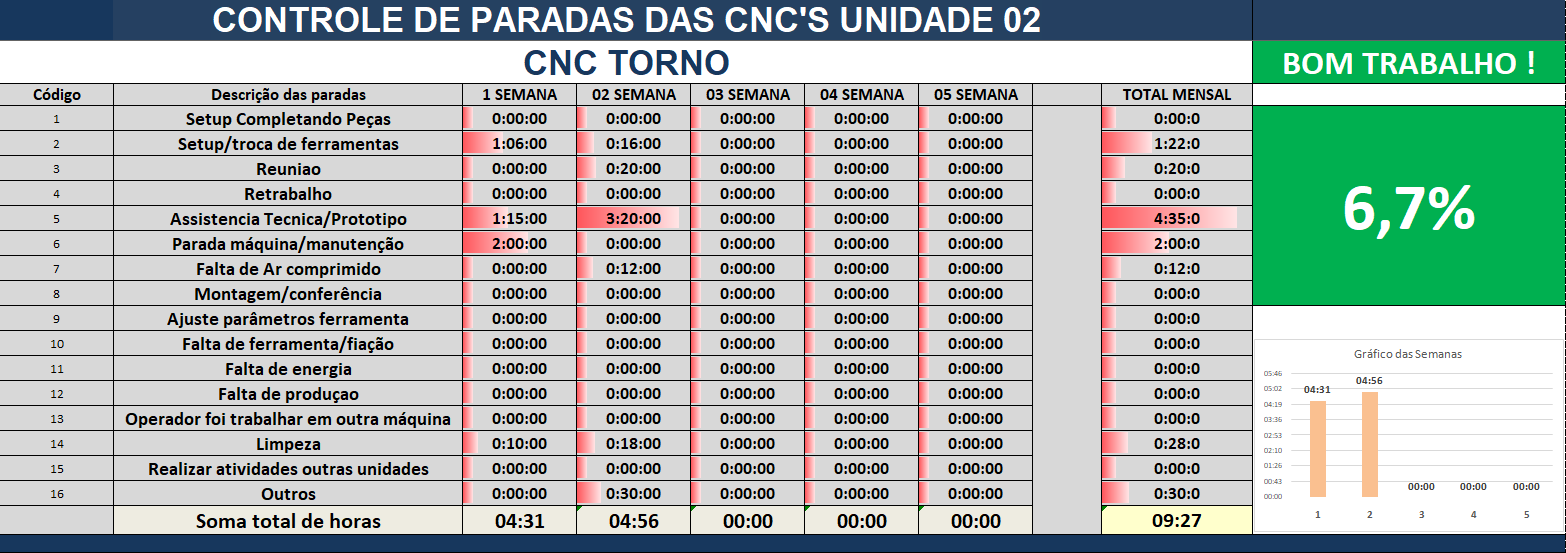 CONTROLE DE PARADAS DAS CNC'S UNIDADE 02
CNC TORNO
BOM TRABALHO !
Código Descrição das paradas 1 SEMANA 02 SEMANA 03 SEMANA 04 SEMANA 05 SEMANA TOTAL MENSAL
1 Setup Completando Peças 0:00:00 0:00:00 0:00:00 0:00:00 0:00:00 0:00:0
2 Setup/troca de ferramentas 1:06:00 0:16:00 0:00:00 0:00:00 0:00:00 1:22:0
3 Reuniao 0:00:00 0:20:00 0:00:00 0:00:00 0:00:00 0:20:0
4 Retrabalho 0:00:00 0:00:00 0:00:00 0:00:00 0:00:00 0:00:0
5 Assistencia Tecnica/Prototipo 1:15:00 3:20:00 0:00:00 0:00:00 0:00:00 4:35:0
6 Parada máquina/manutenção 2:00:00 0:00:00 0:00:00 0:00:00 0:00:00 2:00:0
7 Falta de Ar comprimido 0:00:00 0:12:00 0:00:00 0:00:00 0:00:00 0:12:0
8 Montagem/conferência 0:00:00 0:00:00 0:00:00 0:00:00 0:00:00 0:00:0
9 Ajuste parâmetros ferramenta 0:00:00 0:00:00 0:00:00 0:00:00 0:00:00 0:00:0
10 Falta de ferramenta/fiação 0:00:00 0:00:00 0:00:00 0:00:00 0:00:00 0:00:0
11 Falta de energia 0:00:00 0:00:00 0:00:00 0:00:00 0:00:00 0:00:0
12 Falta de produçao 0:00:00 0:00:00 0:00:00 0:00:00 0:00:00 0:00:0
13 Operador foi trabalhar em outra máquina 0:00:00 0:00:00 0:00:00 0:00:00 0:00:00 0:00:0
14 Limpeza 0:10:00 0:18:00 0:00:00 0:00:00 0:00:00 0:28:0
15 Realizar atividades outras unidades 0:00:00 0:00:00 0:00:00 0:00:00 0:00:00 0:00:0
16 Outros 0:00:00 0:30:00 0:00:00 0:00:00 0:00:00 0:30:0
Soma total de horas 04:31 04:56 00:00 00:00 00:00 09:27
6,7%
Gráfico das Semanas
05:46
05:02
04:19
03:36
02:53
02:10
01:26
00:43
00:00
04:31 04:56 00:00 00:00 00:00
1 2 3 4 5